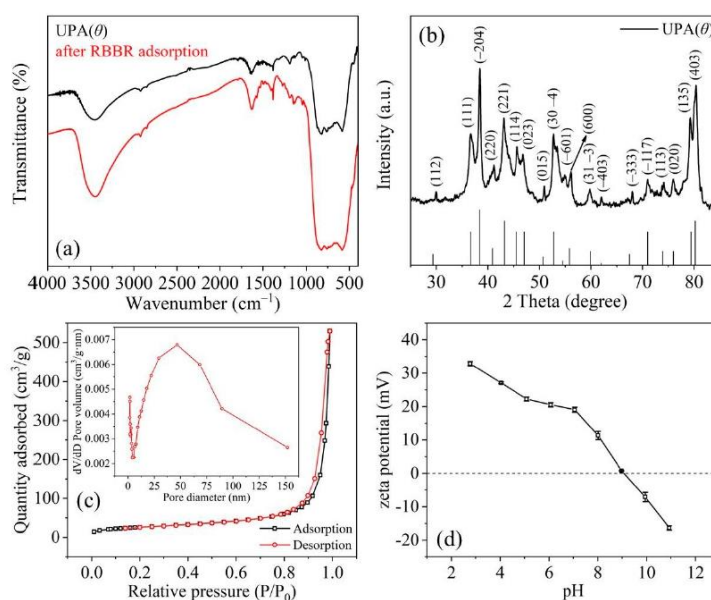 UPA(θ)
after RBBR adsorption
Transmittance (%)
(a)
4000 3500 3000 2500 2000 1500 1000 500
Wavenumber (cm⁻¹)
(b)
UPA(θ)
Intensity (a.u.)
(112)
(111)
(−204)
(220)
(221)
(114)
(023)
(015)
(30 −4)
(−601)
(600)
(31 −3)
(−403)
(−333)
(−117)
(113)
(020)
(135)
(403)
30 40 50 60 70 80
2 Theta (degree)
500
400
300
200
100
0
Quantity adsorbed (cm³/g)
0.007
0.006
0.005
0.004
0.003
0.002
dV/dD Pore volume (cm³/g·nm)
0 25 50 75 100 125 150
Pore diameter (nm)
(c)
Adsorption
Desorption
0.0 0.2 0.4 0.6 0.8 1.0
Relative pressure (P/P₀)
40
30
20
10
0
-10
-20
zeta potential (mV)
(d)
2 4 6 8 10 12
pH